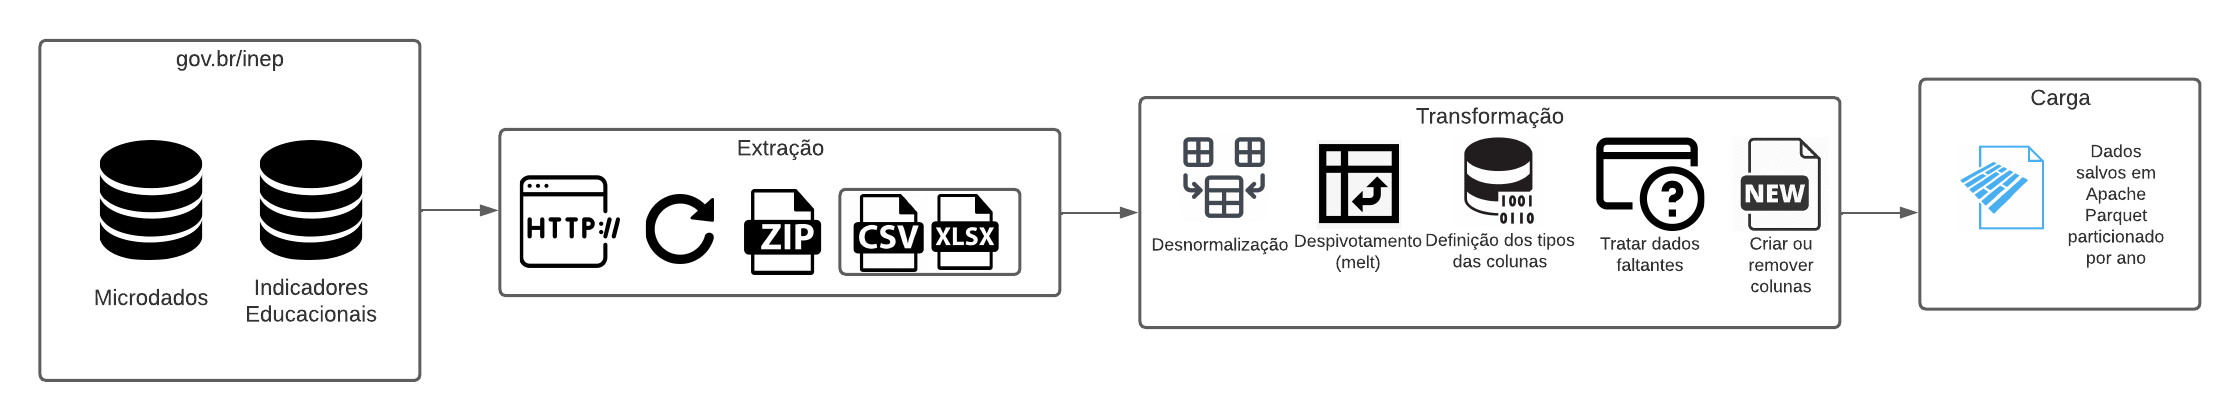 gov.br/inep
Microdados
Indicadores
Educacionais
Extração
HTTP://
ZIP
CSV
XLSX
Transformação
Desnormalização
Despivotamento
(melt)
1001
0110
Definição dos tipos
das colunas
?
Tratar dados
faltantes
NEW
Criar ou
remover
colunas
Carga
Dados
salvos em
Apache
Parquet
particionado
por ano